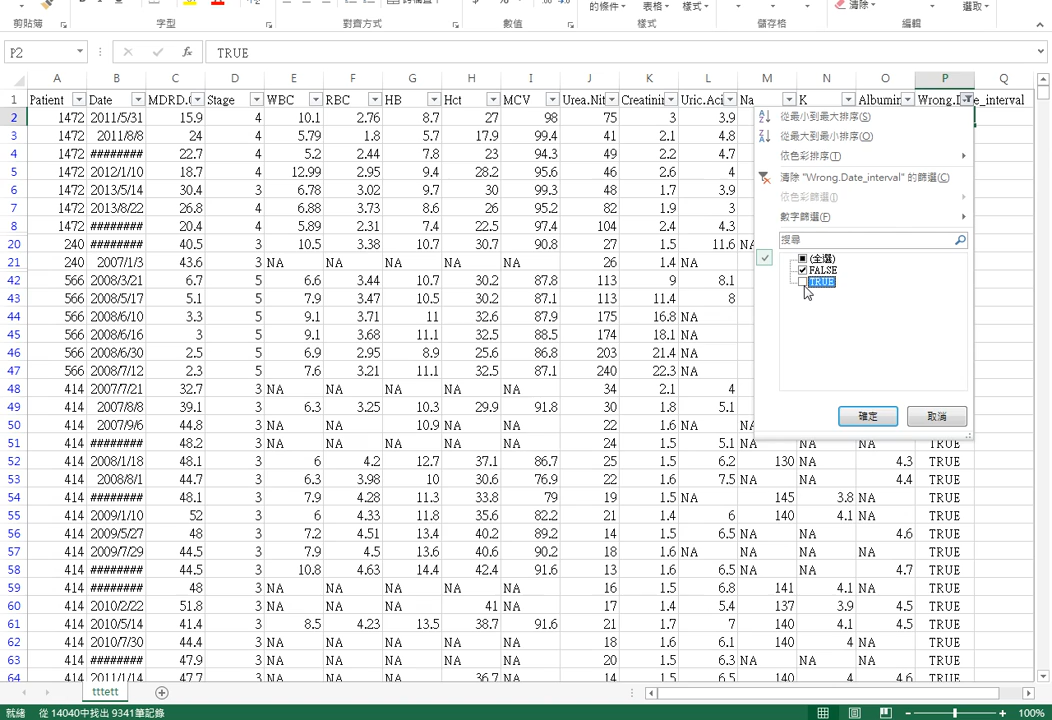 的條件 表格 樣式 清除 選取
剪貼簿 字型 對齊方式 數值 樣式 儲存格 編輯
P2 fx TRUE
A B C D E F G H I J K L M N O P Q
1 Patient Date MDRD. Stage WBC RBC HB Hct MCV Urea.Nit Creatinin Uric.Aci Na K Albumin Wrong.Da e_interval
2 1472 2011/5/31 15.9 4 10.1 2.76 8.7 27 98 75 3 3.9
3 1472 2011/8/8 24 4 5.79 1.8 5.7 17.9 99.4 41 2.1 4.8
4 1472 ######## 22.7 4 5.2 2.44 7.8 23 94.3 49 2.2 4.7
5 1472 2012/1/10 18.7 4 12.99 2.95 9.4 28.2 95.6 46 2.6 4
6 1472 2013/5/14 30.4 3 6.78 3.02 9.7 30 99.3 48 1.7 3.9
7 1472 2013/8/22 26.8 4 6.88 3.73 8.6 26 95.2 82 1.9 3
8 1472 ######## 20.4 4 5.89 2.31 7.4 22.5 97.4 104 2.4 4.3
20 240 ######## 40.5 3 10.5 3.38 10.7 30.7 90.8 27 1.5 11.6 NA
21 240 2007/1/3 43.6 3 NA NA NA NA NA 26 1.4 NA
42 566 2008/3/21 6.7 5 6.6 3.44 10.7 30.2 87.8 113 9 8.1
43 566 2008/5/17 5.1 5 7.9 3.47 10.5 30.2 87.1 113 11.4 8
44 566 2008/6/10 3.3 5 9.1 3.71 11 32.6 87.9 175 16.8 NA
45 566 2008/6/16 3 5 9.1 3.68 11.1 32.5 88.5 174 18.1 NA
46 566 2008/6/30 2.5 5 6.9 2.95 8.9 25.6 86.8 203 21.4 NA
47 566 2008/7/12 2.3 5 7.6 3.21 11.1 32.5 87.1 240 22.3 NA
48 414 2007/7/21 32.7 3 NA NA NA NA NA 34 2.1 4
49 414 2007/8/8 39.1 3 6.3 3.25 10.3 29.9 91.8 30 1.8 5.1
50 414 2007/9/6 44.8 3 NA NA 10.9 NA NA 22 1.6 NA
51 414 ######## 48.2 3 NA NA NA NA NA 24 1.5 5.1 NA NA NA TRUE
52 414 2008/1/18 48.1 3 6 4.2 12.7 37.1 86.7 25 1.5 6.2 130 NA 4.3 TRUE
53 414 2008/8/1 44.7 3 6.3 3.98 10 30.6 76.9 22 1.6 7.5 NA NA 4.4 TRUE
54 414 ######## 48.1 3 7.9 4.28 11.3 33.8 79 19 1.5 NA 145 3.8 NA TRUE
55 414 2009/1/10 52 3 6 4.33 11.8 35.6 82.2 21 1.4 6 140 4.1 NA TRUE
56 414 2009/5/27 48 3 7.2 4.51 13.4 40.2 89.2 14 1.5 6.5 NA NA 4.6 TRUE
57 414 2009/7/29 44.5 3 7.9 4.5 13.6 40.6 90.2 18 1.6 NA NA NA NA TRUE
58 414 ######## 44.5 3 10.8 4.63 14.4 42.4 91.6 13 1.6 6.5 NA NA 4.7 TRUE
59 414 ######## 48 3 NA NA NA NA NA 16 1.5 6.8 141 4.1 NA TRUE
60 414 2010/2/22 51.8 3 NA NA NA 41 NA 17 1.4 5.4 137 3.9 4.5 TRUE
61 414 2010/5/14 41.4 3 8.5 4.23 13.5 38.7 91.6 21 1.7 7 140 4.1 4.5 TRUE
62 414 2010/7/30 44.4 3 NA NA NA NA NA 18 1.6 6.1 140 4 NA TRUE
63 414 ######## 47.9 3 NA NA NA NA NA 20 1.5 6.3 NA NA NA TRUE
64 414 2011/1/14 47.7 3 NA NA NA 36.7 NA 14 1.5 6.5 140 4 4.6 TRUE
從最小到最大排序(S)
從最大到最小排序(O)
依色彩排序(T)
清除 "Wrong.Date_interval" 的篩選(C)
依色彩篩選(I)
數字篩選(F)
搜尋
(全選)
FALSE
TRUE
確定 取消
tttett
就緒 從 14040中找出 9341筆記錄 100%